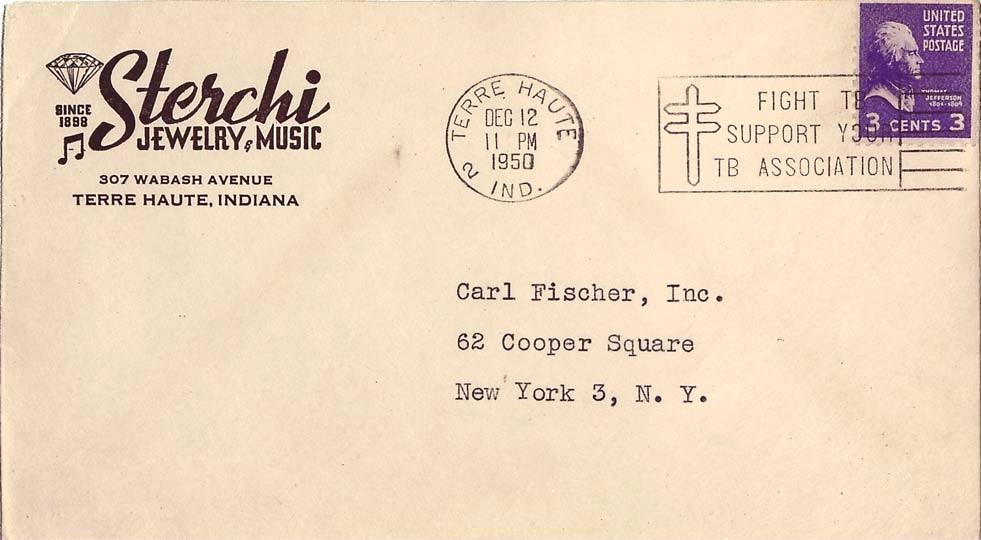 Sterchi
SINCE
1898
JEWELRY & MUSIC
307 WABASH AVENUE
TERRE HAUTE, INDIANA
TERRE HAUTE
DEC 12
11 PM
1950
2 IND.
FIGHT TB
SUPPORT YOUR
TB ASSOCIATION
UNITED
STATES
POSTAGE
THOMAS
JEFFERSON
1801-1809
3 CENTS 3
Carl Fischer, Inc.
62 Cooper Square
New York 3, N. Y.